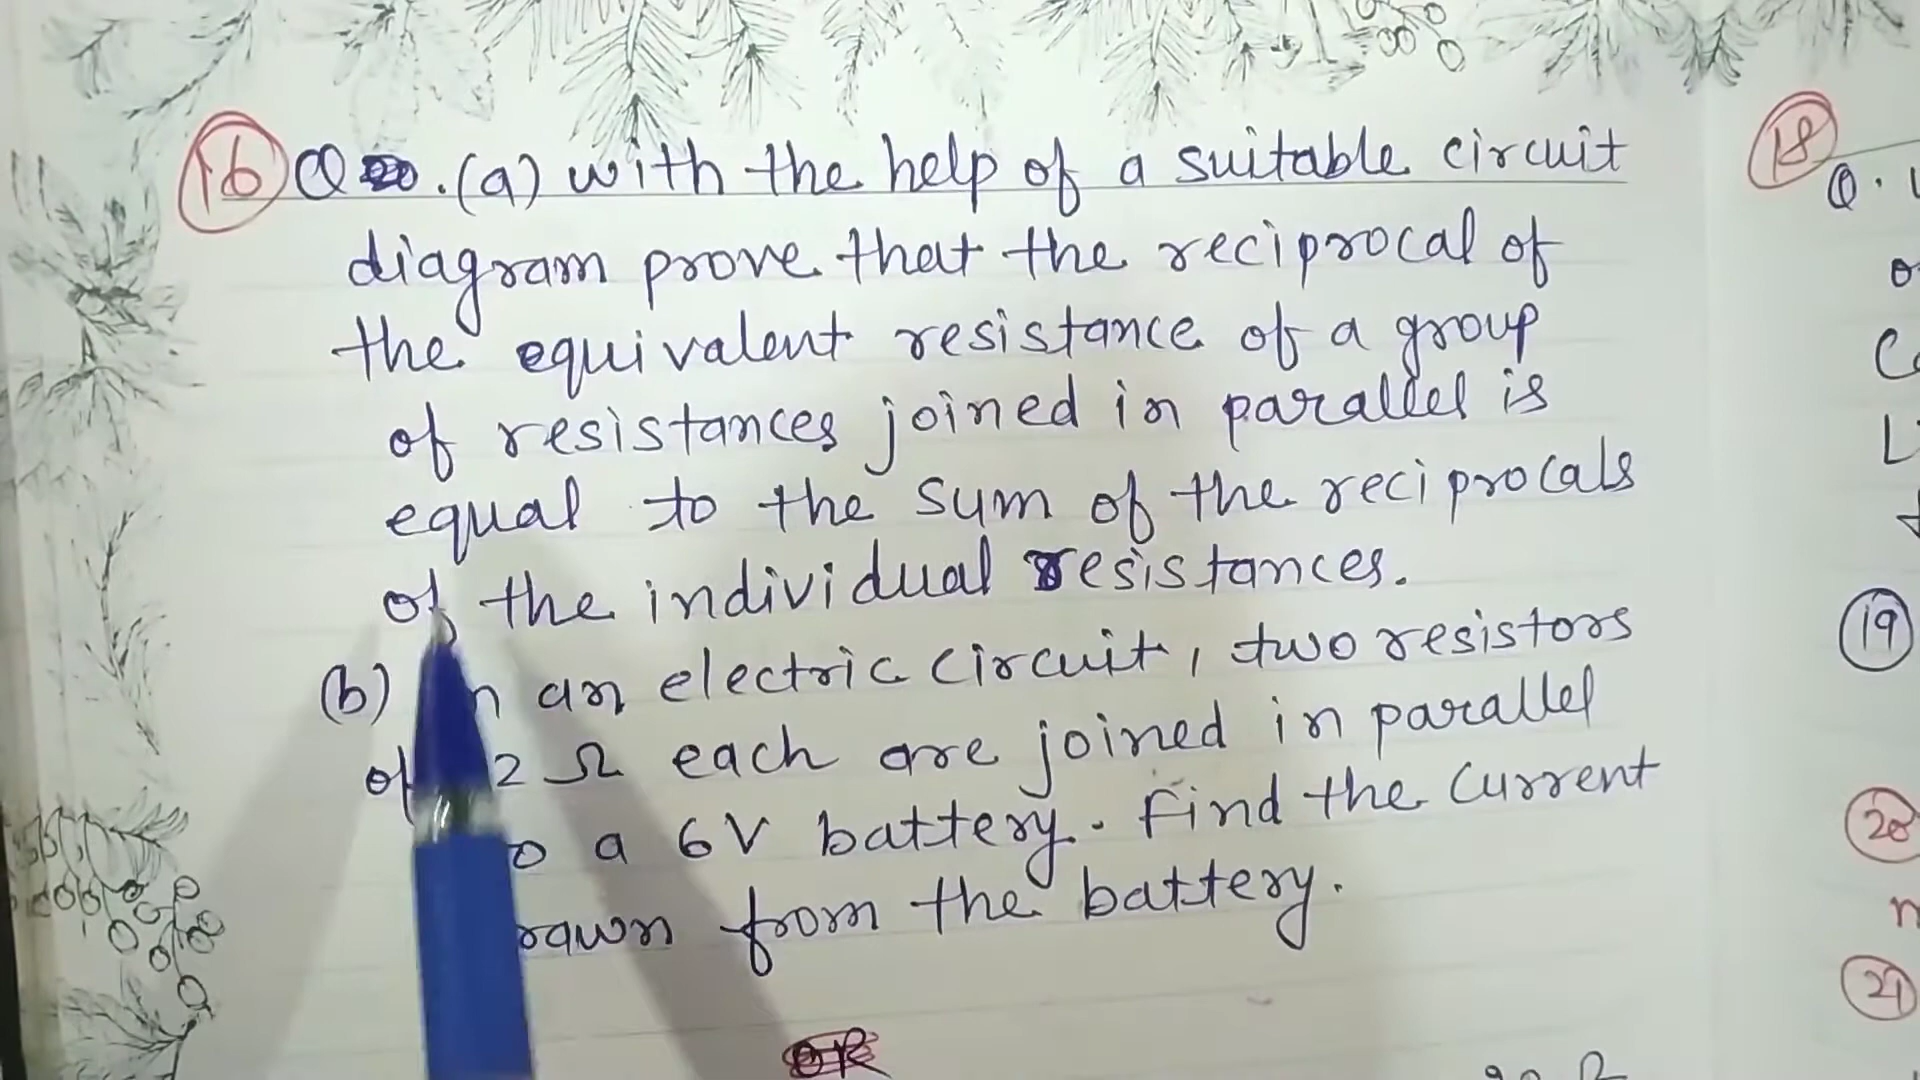 16 Q . (a) with the help of a suitable circuit
diagram prove that the reciprocal of
the equivalent resistance of a group
of resistances joined in parallel is
equal to the sum of the reciprocals
of the individual resistances.
(b) an electric circuit, two resistors
of 2 Ω each are joined in parallel
a 6V battery. Find the current
from the battery.
OR
18
Q.
19
20
21